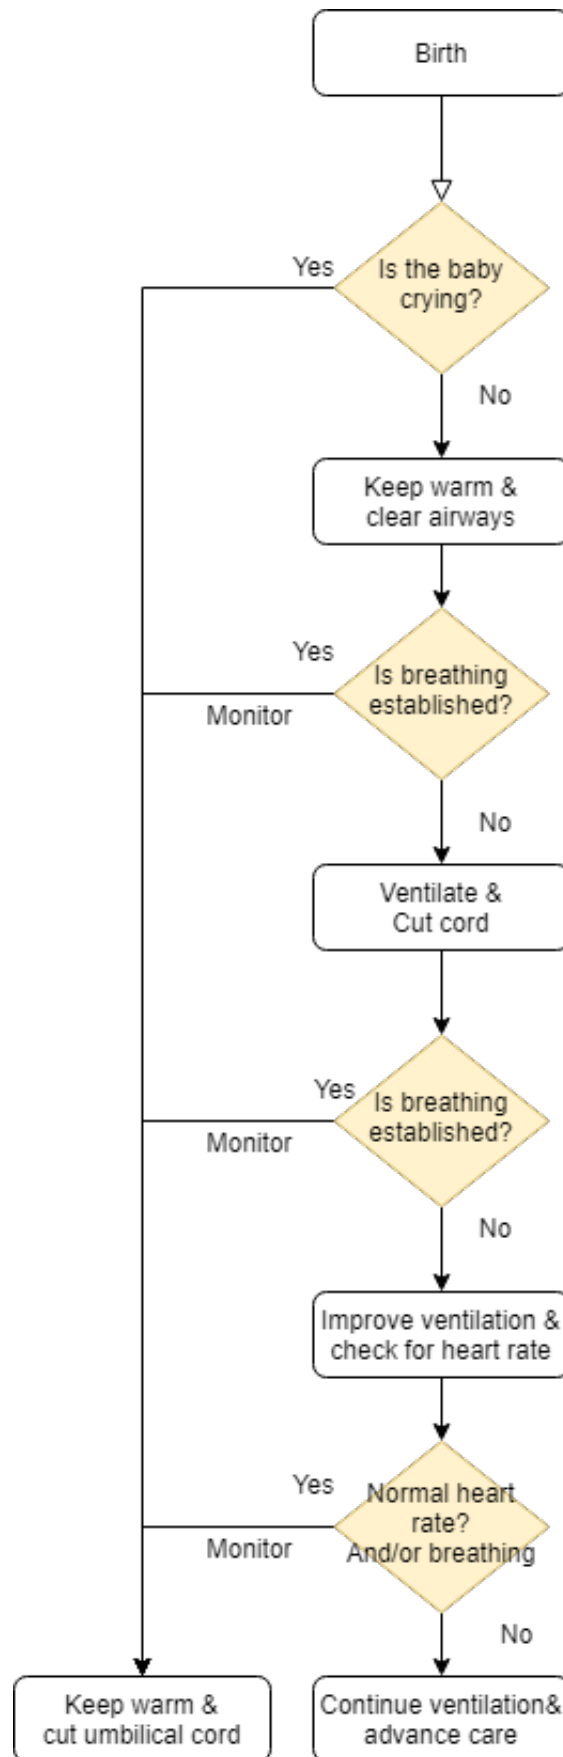 Birth
Yes
Is the baby
crying?
No
Keep warm &
clear airways
Yes
Is breathing
established?
Monitor
No
Ventilate &
Cut cord
Yes
Is breathing
established?
Monitor
No
Improve ventilation &
check for heart rate
Yes
Normal heart
rate?
And/or breathing
Monitor
No
Keep warm &
cut umbilical cord
Continue ventilation&
advance care